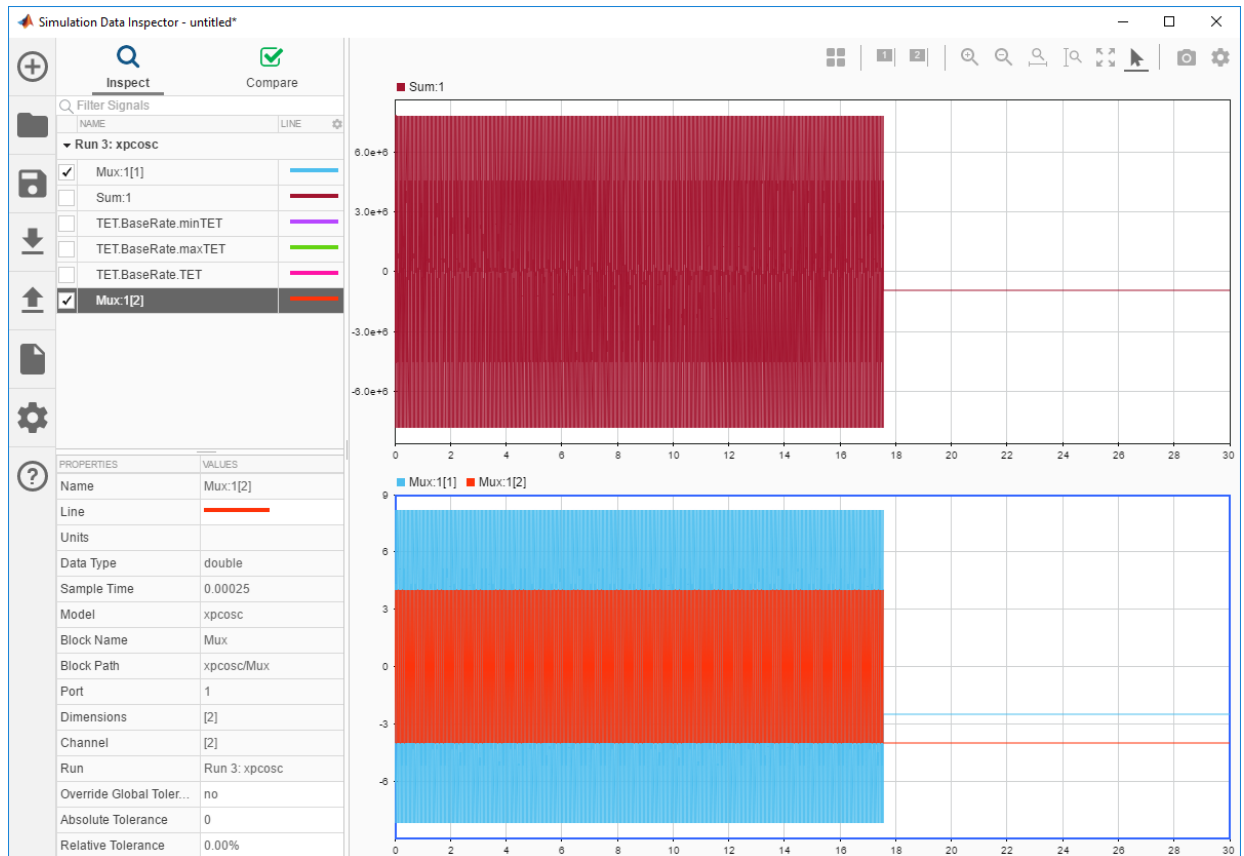 Simulation Data Inspector - untitled*
Inspect
Compare
Filter Signals
NAME LINE
Run 3: xpcosc
Mux:1[1]
Sum:1
TET.BaseRate.minTET
TET.BaseRate.maxTET
TET.BaseRate.TET
Mux:1[2]
PROPERTIES VALUES
Name Mux:1[2]
Line
Units
Data Type double
Sample Time 0.00025
Model xpcosc
Block Name Mux
Block Path xpcosc/Mux
Port 1
Dimensions [2]
Channel [2]
Run Run 3: xpcosc
Override Global Toler... no
Absolute Tolerance 0
Relative Tolerance 0.00%
1 2
Sum:1
6.0e+6
3.0e+6
0
-3.0e+6
-6.0e+6
0 2 4 6 8 10 12 14 16 18 20 22 24 26 28 30
Mux:1[1] Mux:1[2]
9
6
3
0
-3
-6
0 2 4 6 8 10 12 14 16 18 20 22 24 26 28 30